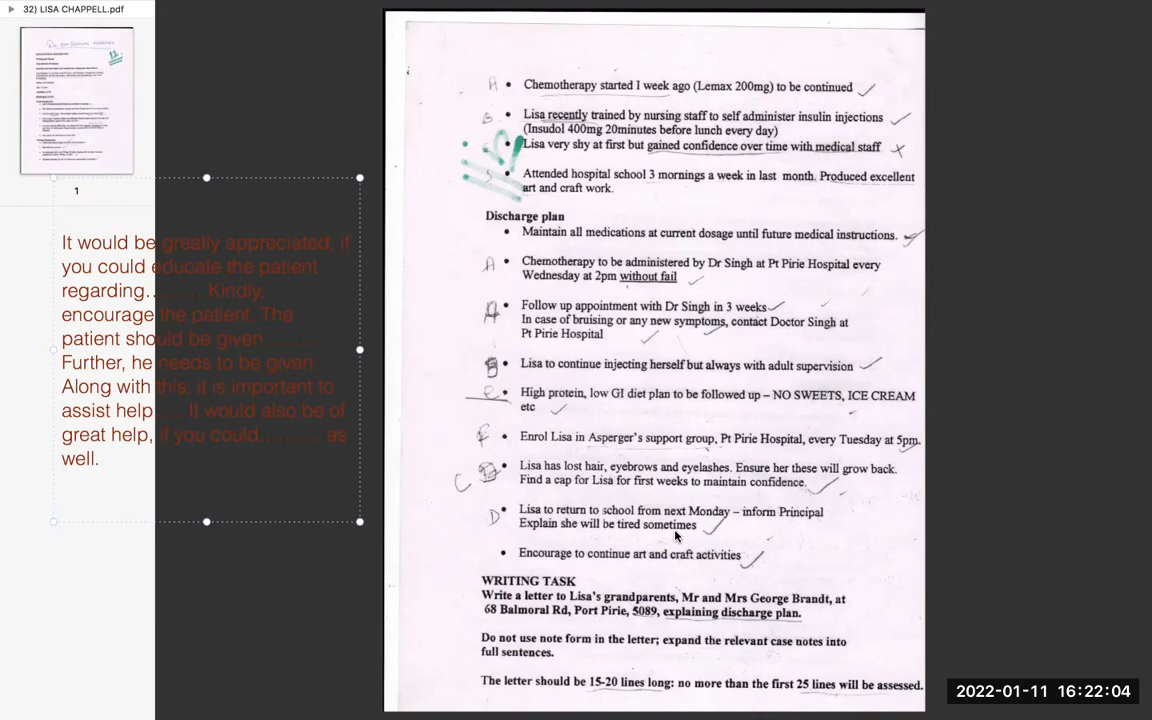 32) LISA CHAPPELL.pdf
12
1
It would be greatly appreciated, if
you could educate the patient
regarding......... Kindly,
encourage the patient. The
patient should be given ........
Further, he needs to be given.
Along with this, it is important to
assist help .... It would also be of
great help, if you could......... as
well.
A • Chemotherapy started I week ago (Lemax 200mg) to be continued
B • Lisa recently trained by nursing staff to self administer insulin injections
(Insudol 400mg 20minutes before lunch every day)
• Lisa very shy at first but gained confidence over time with medical staff
• Attended hospital school 3 mornings a week in last month. Produced excellent
art and craft work.
Discharge plan
• Maintain all medications at current dosage until future medical instructions.
A • Chemotherapy to be administered by Dr Singh at Pt Pirie Hospital every
Wednesday at 2pm without fail
A • Follow up appointment with Dr Singh in 3 weeks
In case of bruising or any new symptoms, contact Doctor Singh at
Pt Pirie Hospital
B • Lisa to continue injecting herself but always with adult supervision
E • High protein, low GI diet plan to be followed up – NO SWEETS, ICE CREAM
etc
F • Enrol Lisa in Asperger's support group, Pt Pirie Hospital, every Tuesday at 5pm.
C • Lisa has lost hair, eyebrows and eyelashes. Ensure her these will grow back.
Find a cap for Lisa for first weeks to maintain confidence.
D • Lisa to return to school from next Monday – inform Principal
Explain she will be tired sometimes
• Encourage to continue art and craft activities
WRITING TASK
Write a letter to Lisa's grandparents, Mr and Mrs George Brandt, at
68 Balmoral Rd, Port Pirie, 5089, explaining discharge plan.
Do not use note form in the letter; expand the relevant case notes into
full sentences.
The letter should be 15-20 lines long: no more than the first 25 lines will be assessed.
2022-01-11 16:22:04